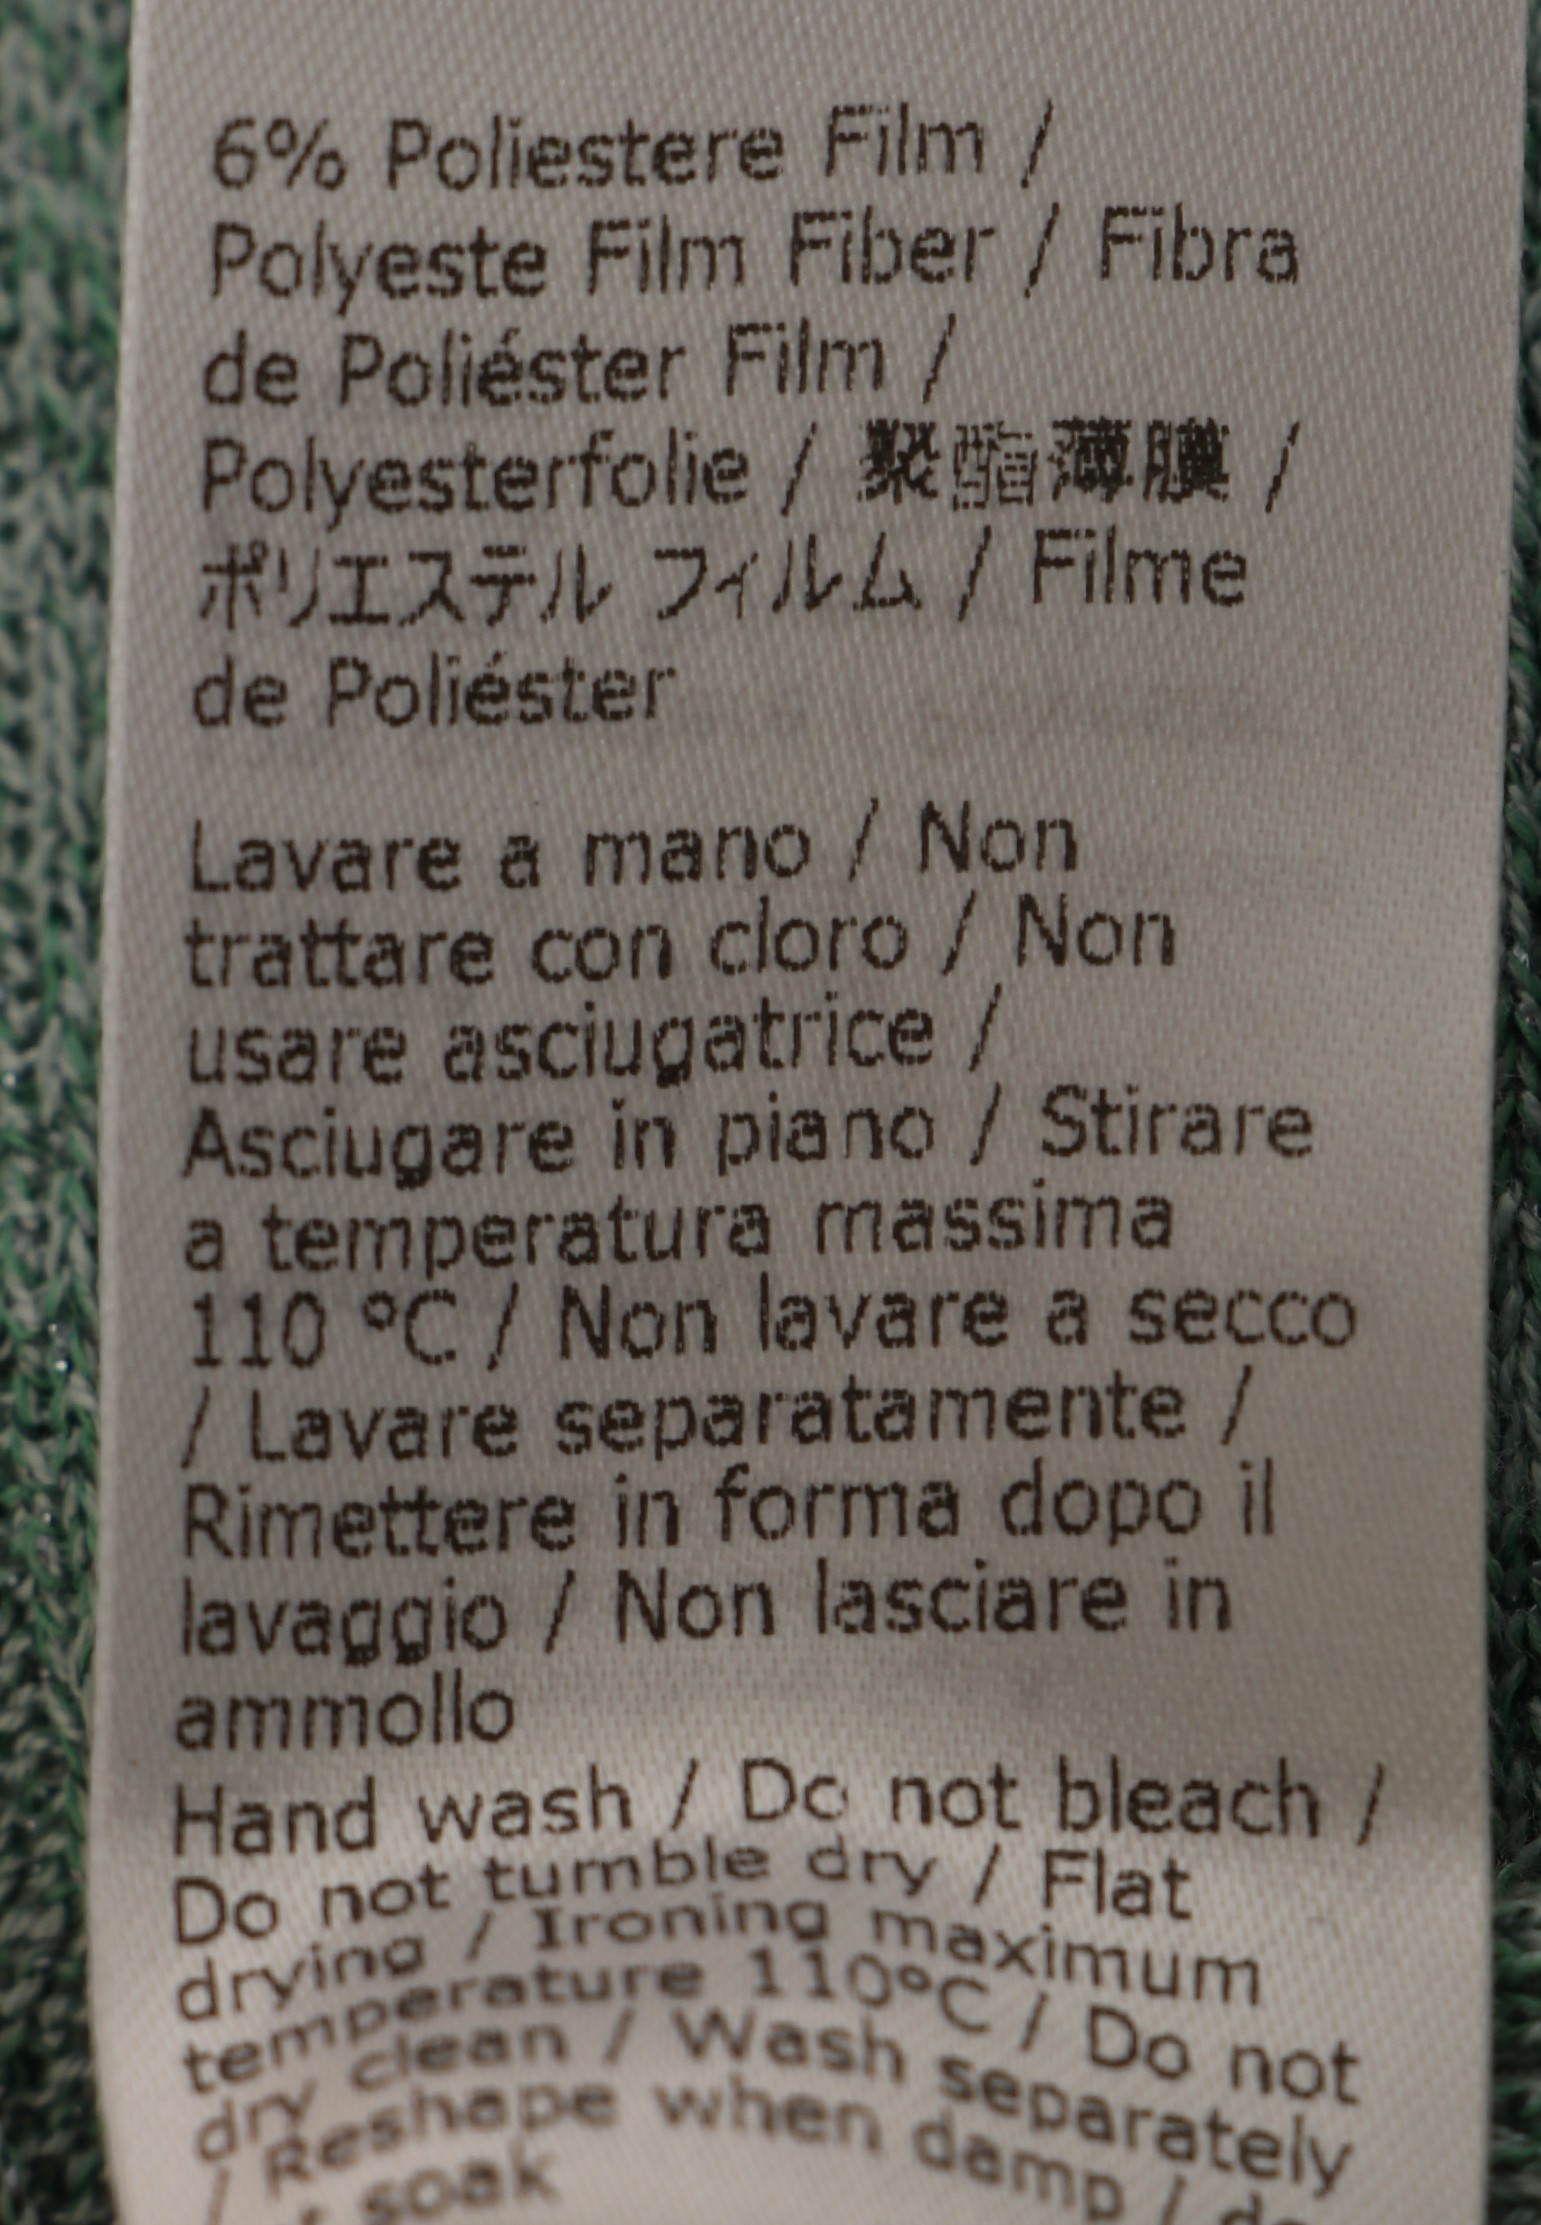 6% Poliestere Film /
Polyeste Film Fiber / Fibra
de Poliéster Film /
Polyesterfolie / 聚酯薄膜 /
ポリエステル フィルム / Filme
de Poliéster
Lavare a mano / Non
trattare con cloro / Non
usare asciugatrice /
Asciugare in piano / Stirare
a temperatura massima
110 °C / Non lavare a secco
/ Lavare separatamente /
Rimettere in forma dopo il
lavaggio / Non lasciare in
ammollo
Hand wash / Do not bleach /
Do not tumble dry / Flat
drying / Ironing maximum
temperature 110°C / Do not
dry clean / Wash separately
/ Reshape when damp /
soak